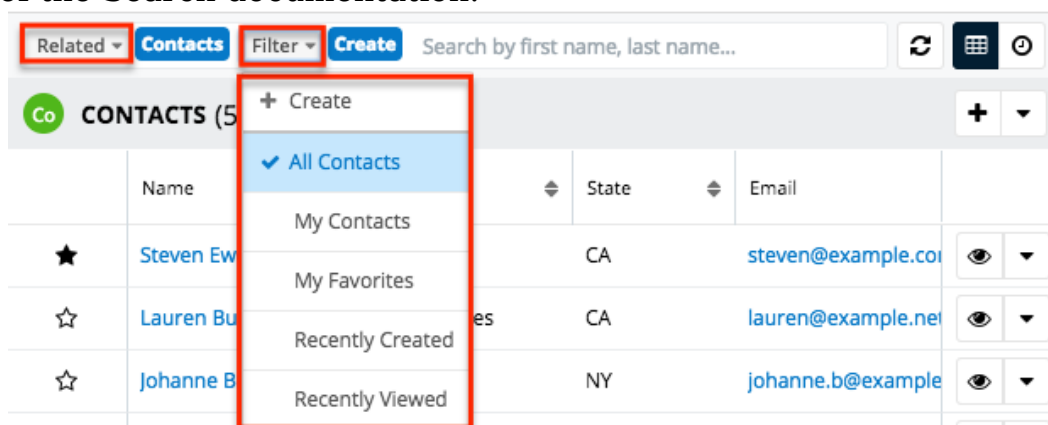 Related Contacts Filter Create Search by first name, last name...
Co CONTACTS (5
+ Create
All Contacts
My Contacts
My Favorites
Recently Created
Recently Viewed
Name State Email
Steven Ew CA steven@example.co
Lauren Bu es CA lauren@example.net
Johanne B NY johanne.b@example